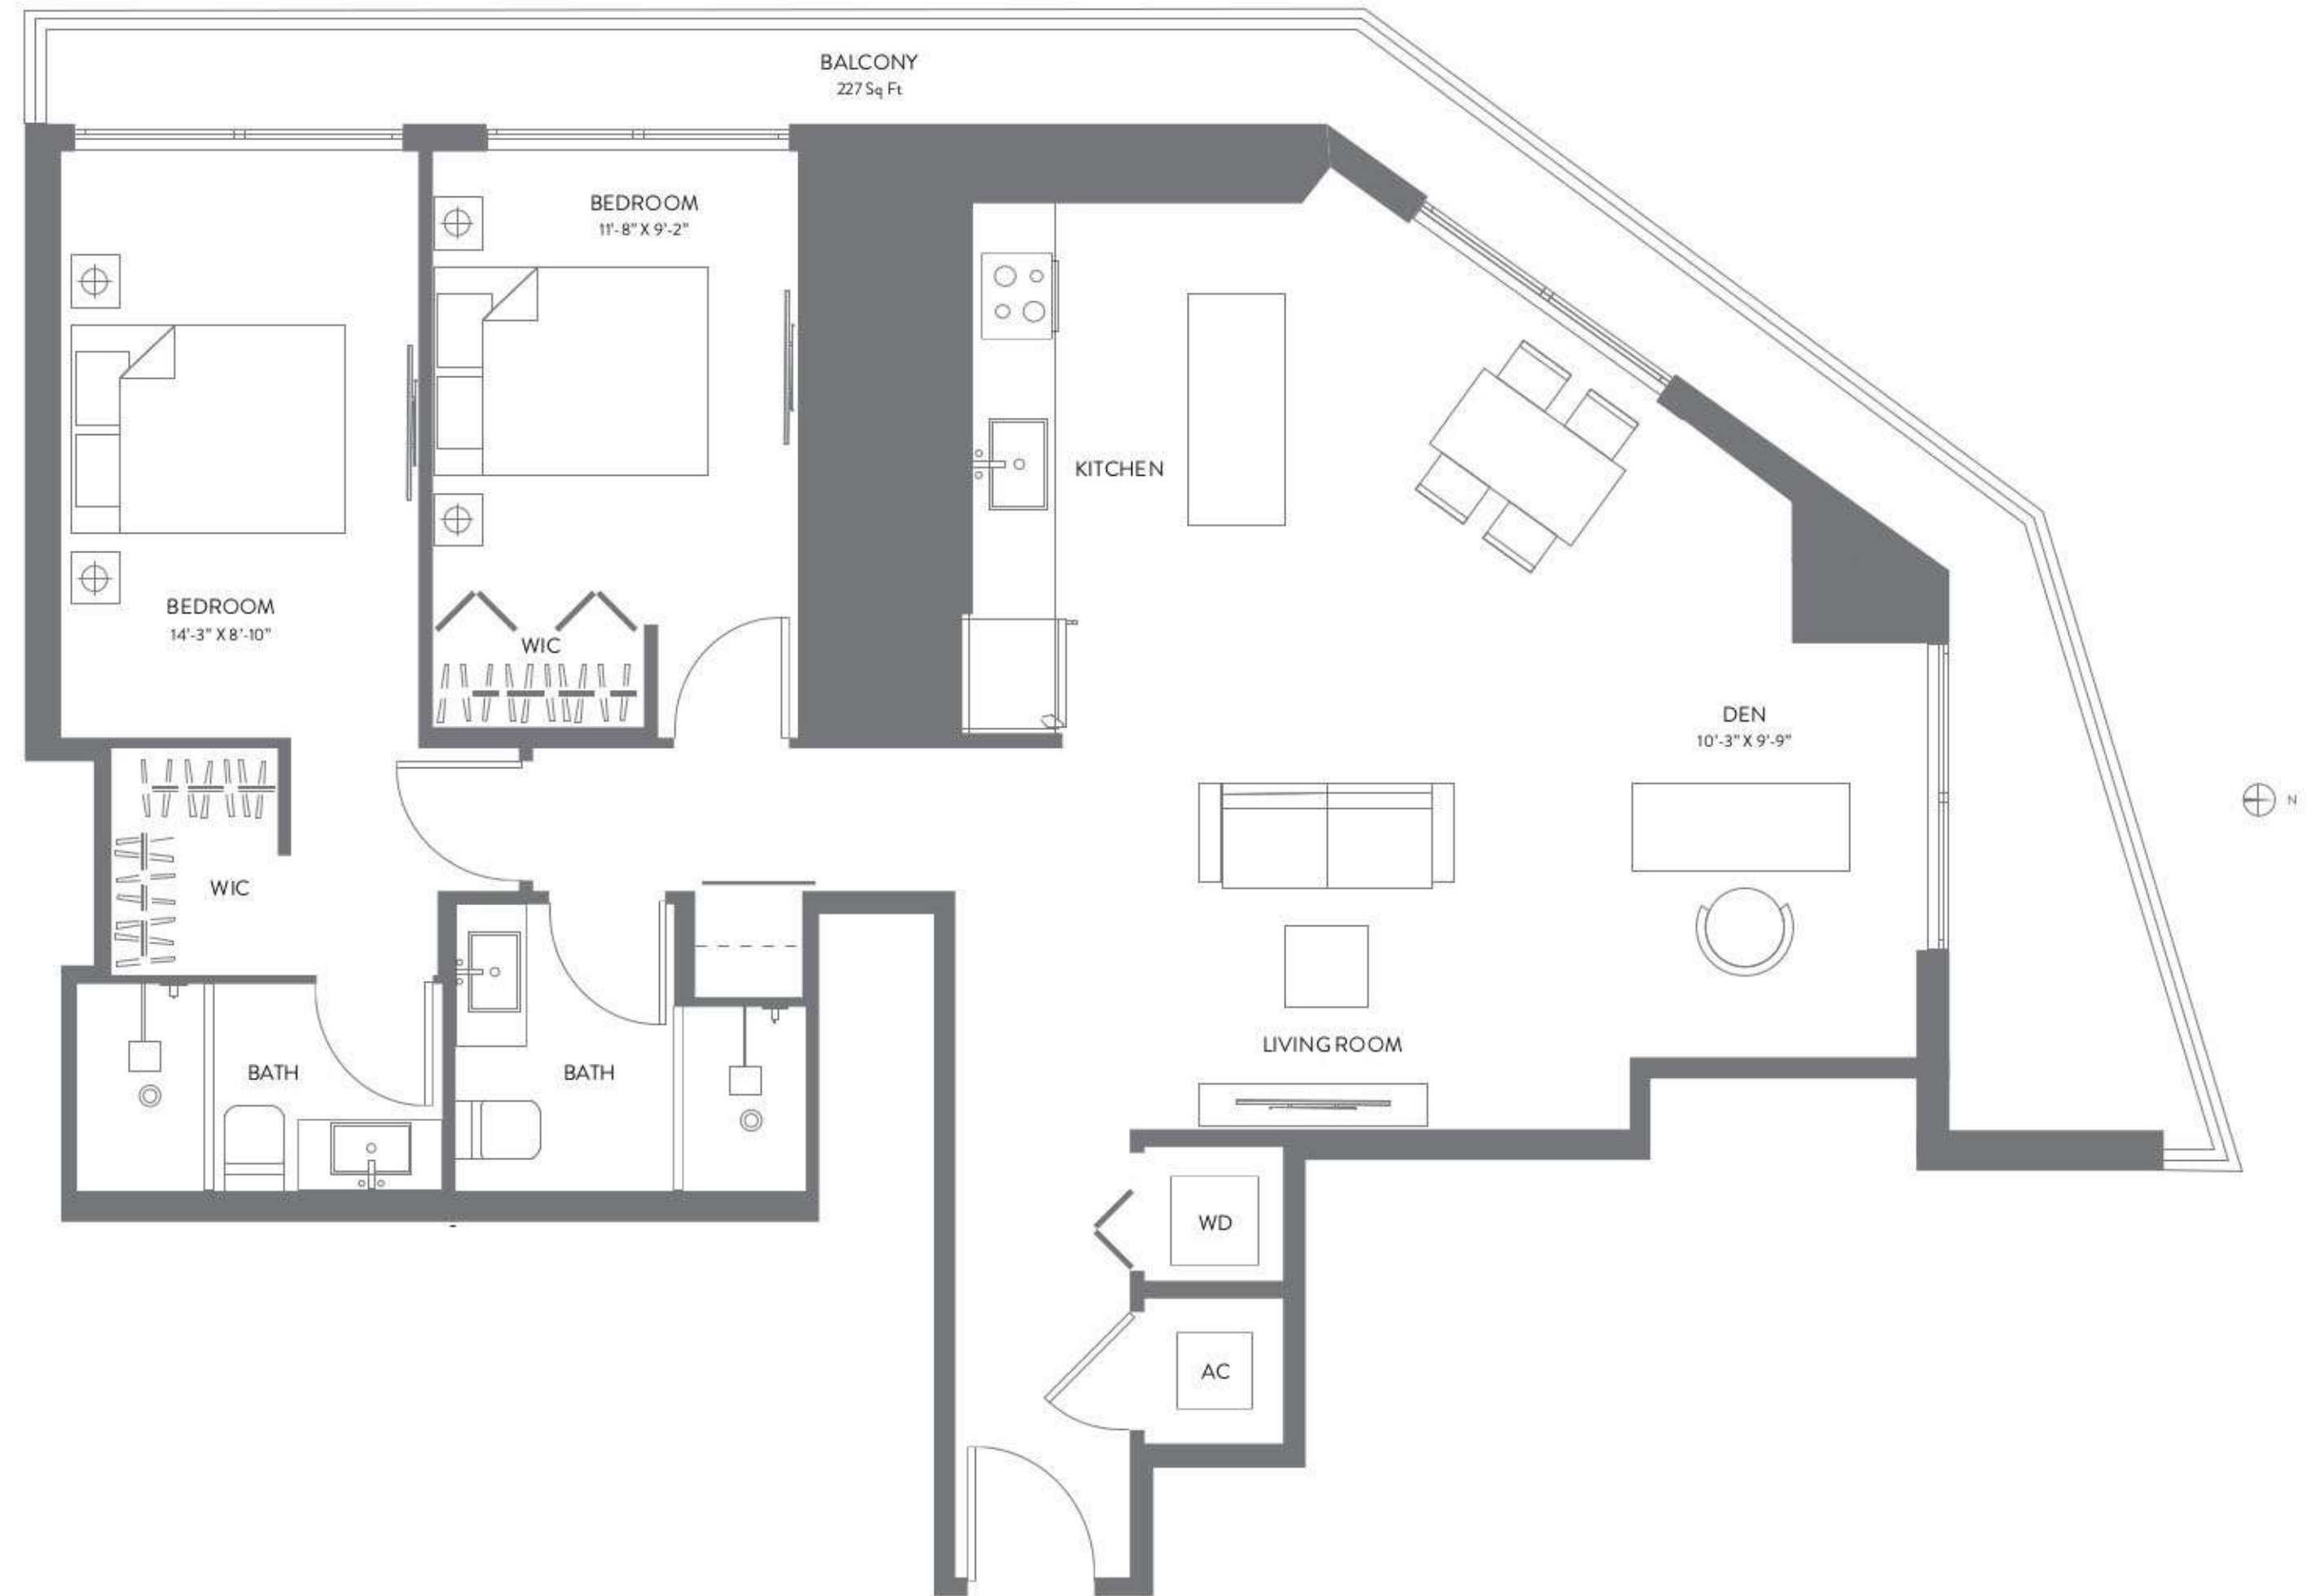 BALCONY
227 Sq Ft
BEDROOM
11'-8" X 9'-2"
KITCHEN
BEDROOM
14'-3" X 8'-10"
WIC
DEN
10'-3" X 9'-9"
N
WIC
LIVING ROOM
BATH
BATH
WD
AC